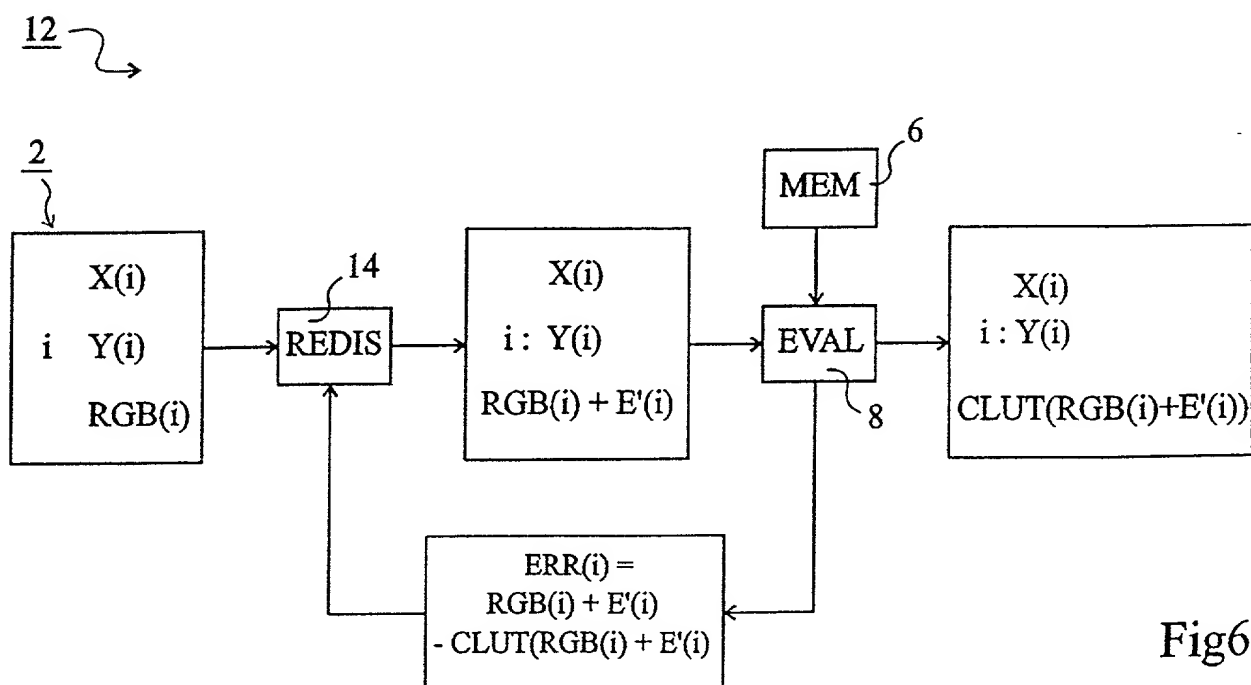 12
2
X(i)
i Y(i)
RGB(i)
14
REDIS
X(i)
i : Y(i)
RGB(i) + E'(i)
6
MEM
EVAL
8
X(i)
i : Y(i)
CLUT(RGB(i)+E'(i))
ERR(i) =
RGB(i) + E'(i)
- CLUT(RGB(i) + E'(i)
Fig6